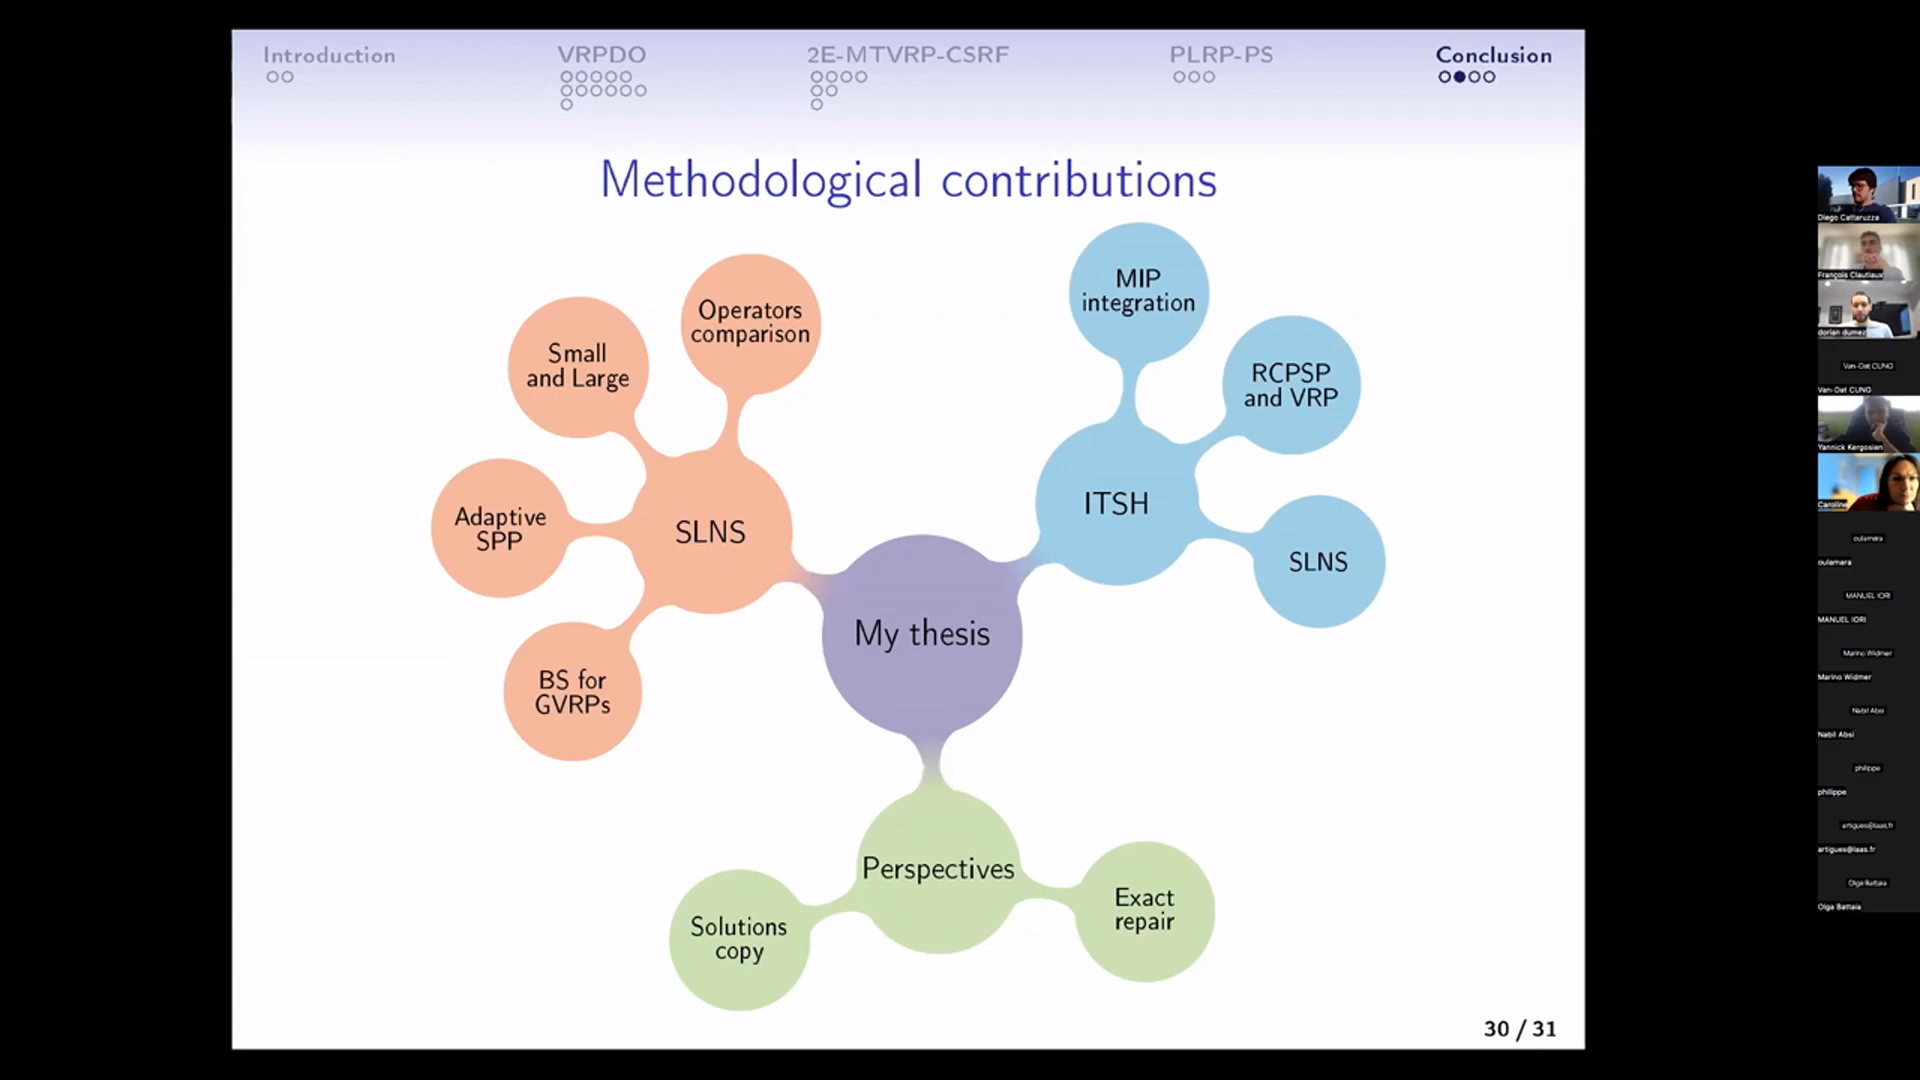 Introduction
VRPDO
2E-MTVRP-CSRF
PLRP-PS
Conclusion
Methodological contributions
Operators
comparison
Small
and Large
Adaptive
SPP
SLNS
BS for
GVRPs
MIP
integration
RCPSP
and VRP
ITSH
SLNS
My thesis
Perspectives
Solutions
copy
Exact
repair
30 / 31
Diego Cattaruzza
François Clautiaux
dorian dumez
Van-Dat CUNG
Van-Dat CUNG
Yannick Kergosien
Caroline
oulamara
oulamara
MANUEL IORI
MANUEL IORI
Marino Widmer
Marino Widmer
Nabil Absi
Nabil Absi
philippe
philippe
artigues@laas.fr
artigues@laas.fr
Olga Battaia
Olga Battaia